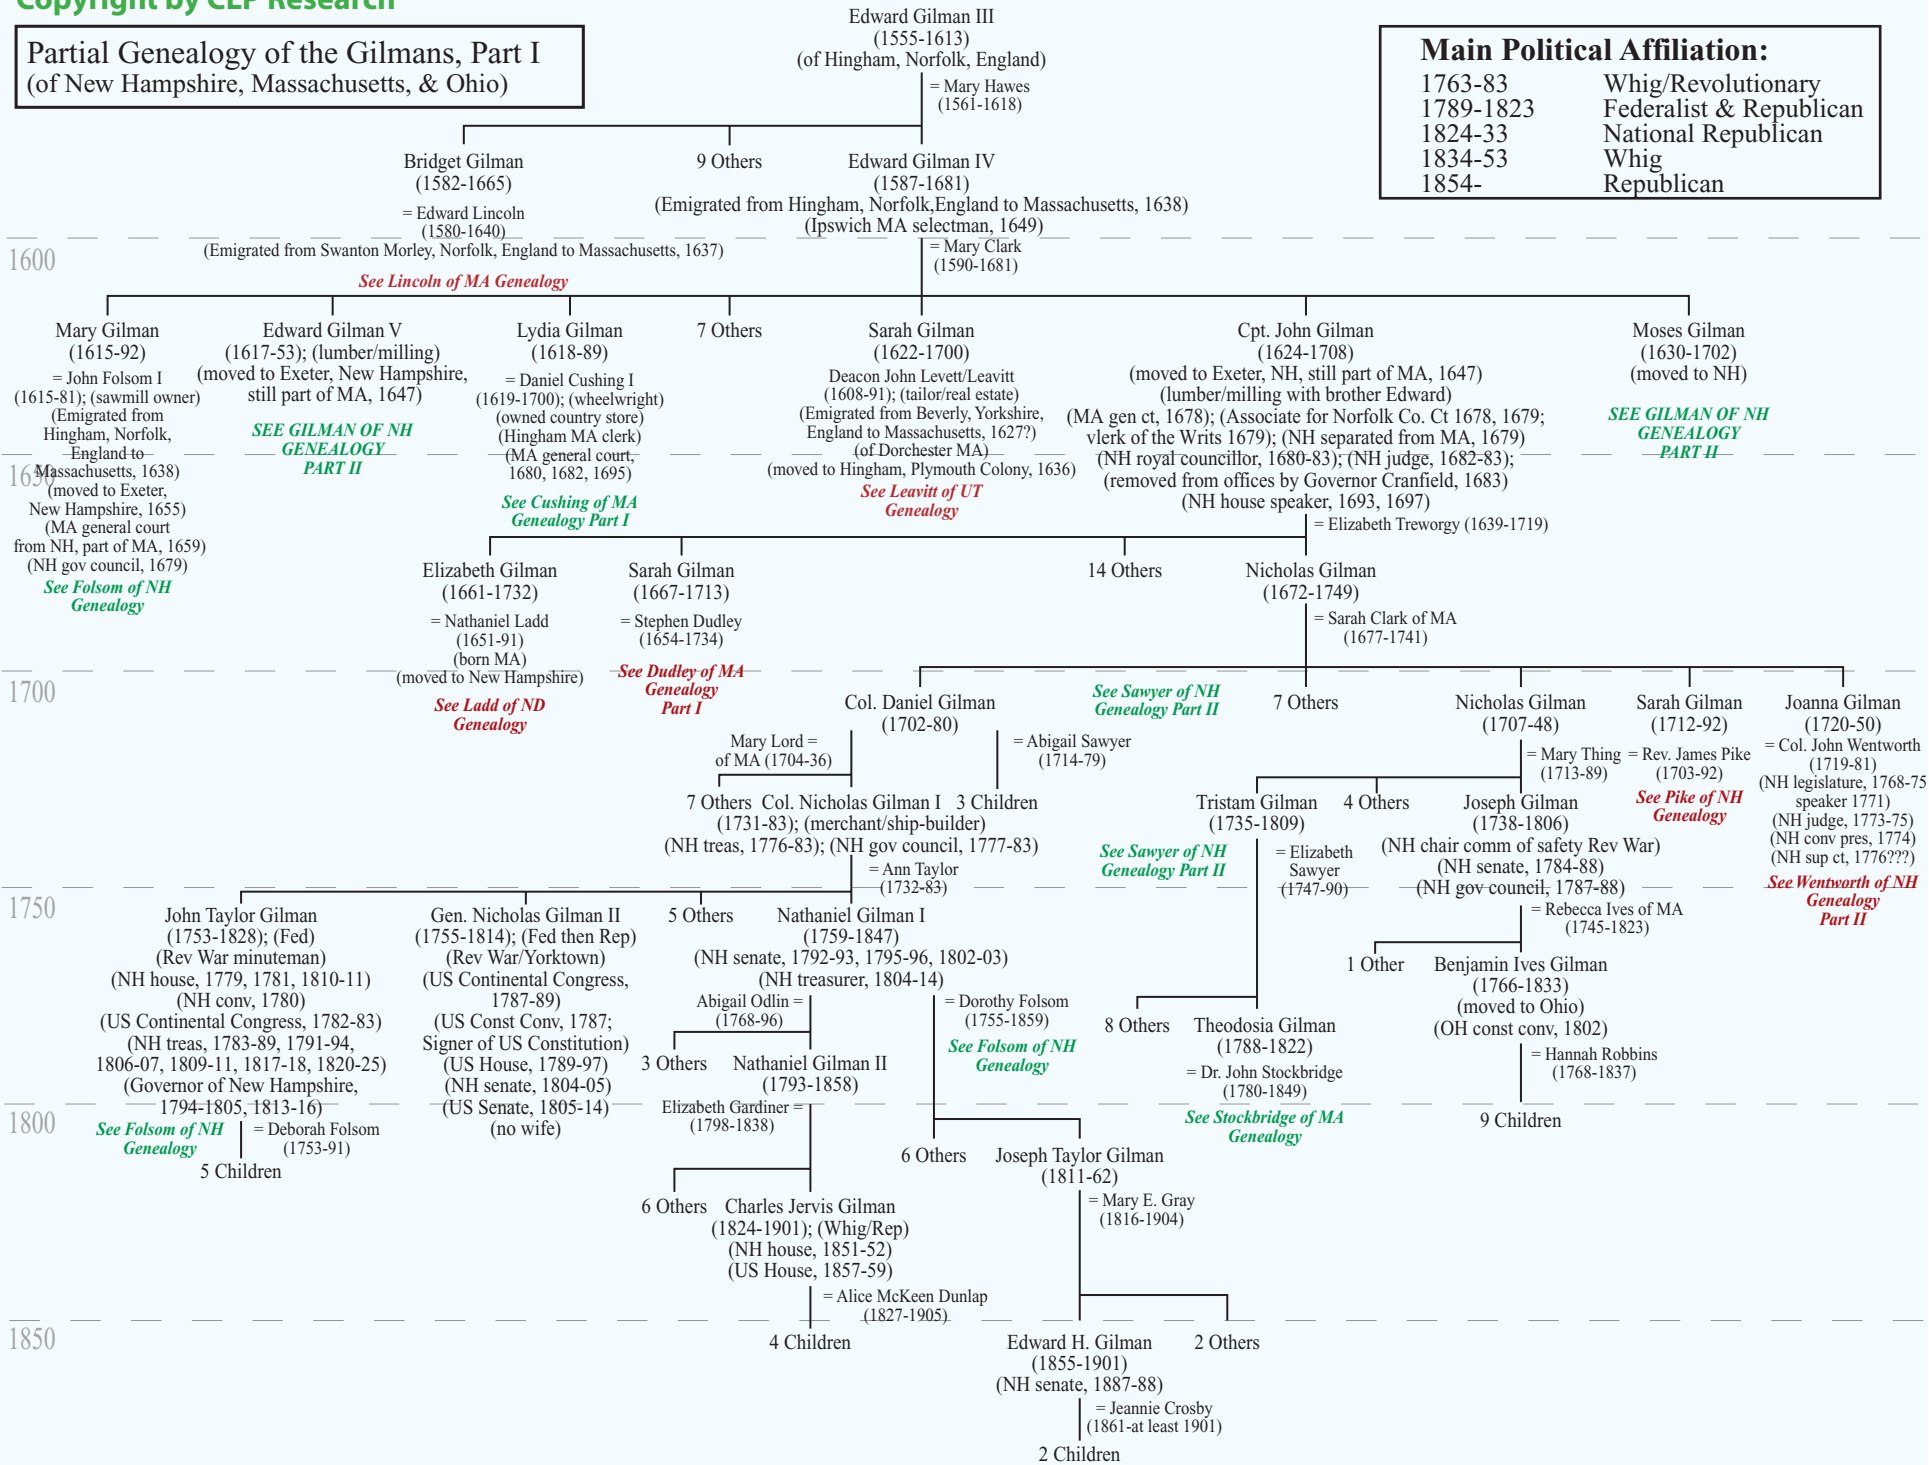 Copyright by CLP Research
Partial Genealogy of the Gilmans, Part I
(of New Hampshire, Massachusetts, & Ohio)
Main Political Affiliation:
1763-83 Whig/Revolutionary
1789-1823 Federalist & Republican
1824-33 National Republican
1834-53 Whig
1854- Republican
Edward Gilman III
(1555-1613)
(of Hingham, Norfolk, England)
= Mary Hawes
(1561-1618)
Bridget Gilman
(1582-1665)
= Edward Lincoln
(1580-1640)
(Emigrated from Swanton Morley, Norfolk, England to Massachusetts, 1637)
See Lincoln of MA Genealogy
9 Others
Edward Gilman IV
(1587-1681)
(Emigrated from Hingham, Norfolk,England to Massachusetts, 1638)
(Ipswich MA selectman, 1649)
= Mary Clark
(1590-1681)
1600
Mary Gilman
(1615-92)
= John Folsom I
(1615-81); (sawmill owner)
(Emigrated from
Hingham, Norfolk,
England to
Massachusetts, 1638)
(moved to Exeter,
New Hampshire, 1655)
(MA general court
from NH, part of MA, 1659)
(NH gov council, 1679)
See Folsom of NH
Genealogy
Edward Gilman V
(1617-53); (lumber/milling)
(moved to Exeter, New Hampshire,
still part of MA, 1647)
SEE GILMAN OF NH
GENEALOGY
PART II
Lydia Gilman
(1618-89)
= Daniel Cushing I
(1619-1700); (wheelwright)
(owned country store)
(Hingham MA clerk)
(MA general court,
1680, 1682, 1695)
See Cushing of MA
Genealogy Part I
7 Others
Sarah Gilman
(1622-1700)
Deacon John Levett/Leavitt
(1608-91); (tailor/real estate)
(Emigrated from Beverly, Yorkshire,
England to Massachusetts, 1627?)
(of Dorchester MA)
(moved to Hingham, Plymouth Colony, 1636)
See Leavitt of UT
Genealogy
Cpt. John Gilman
(1624-1708)
(moved to Exeter, NH, still part of MA, 1647)
(lumber/milling with brother Edward)
(MA gen ct, 1678); (Associate for Norfolk Co. Ct 1678, 1679;
vlerk of the Writs 1679); (NH separated from MA, 1679)
(NH royal councillor, 1680-83); (NH judge, 1682-83);
(removed from offices by Governor Cranfield, 1683)
(NH house speaker, 1693, 1697)
= Elizabeth Treworgy (1639-1719)
Moses Gilman
(1630-1702)
(moved to NH)
SEE GILMAN OF NH
GENEALOGY
PART II
1650
Elizabeth Gilman
(1661-1732)
= Nathaniel Ladd
(1651-91)
(born MA)
(moved to New Hampshire)
See Ladd of ND
Genealogy
Sarah Gilman
(1667-1713)
= Stephen Dudley
(1654-1734)
See Dudley of MA
Genealogy
Part I
14 Others
Nicholas Gilman
(1672-1749)
= Sarah Clark of MA
(1677-1741)
1700
Col. Daniel Gilman
(1702-80)
Mary Lord =
of MA (1704-36)
= Abigail Sawyer
(1714-79)
See Sawyer of NH
Genealogy Part II
7 Others
Nicholas Gilman
(1707-48)
= Mary Thing
(1713-89)
Sarah Gilman
(1712-92)
= Rev. James Pike
(1703-92)
See Pike of NH
Genealogy
Joanna Gilman
(1720-50)
= Col. John Wentworth
(1719-81)
(NH legislature, 1768-75
speaker 1771)
(NH judge, 1773-75)
(NH conv pres, 1774)
(NH sup ct, 1776???)
See Wentworth of NH
Genealogy
Part II
7 Others
Col. Nicholas Gilman I
(1731-83); (merchant/ship-builder)
(NH treas, 1776-83); (NH gov council, 1777-83)
= Ann Taylor
(1732-83)
3 Children
Tristam Gilman
(1735-1809)
See Sawyer of NH
Genealogy Part II
= Elizabeth
Sawyer
(1747-90)
4 Others
Joseph Gilman
(1738-1806)
(NH chair comm of safety Rev War)
(NH senate, 1784-88)
(NH gov council, 1787-88)
= Rebecca Ives of MA
(1745-1823)
1750
John Taylor Gilman
(1753-1828); (Fed)
(Rev War minuteman)
(NH house, 1779, 1781, 1810-11)
(NH conv, 1780)
(US Continental Congress, 1782-83)
(NH treas, 1783-89, 1791-94,
1806-07, 1809-11, 1817-18, 1820-25)
(Governor of New Hampshire,
1794-1805, 1813-16)
See Folsom of NH
Genealogy
= Deborah Folsom
(1753-91)
5 Children
Gen. Nicholas Gilman II
(1755-1814); (Fed then Rep)
(Rev War/Yorktown)
(US Continental Congress,
1787-89)
(US Const Conv, 1787;
Signer of US Constitution)
(US House, 1789-97)
(NH senate, 1804-05)
(US Senate, 1805-14)
(no wife)
5 Others
Nathaniel Gilman I
(1759-1847)
(NH senate, 1792-93, 1795-96, 1802-03)
(NH treasurer, 1804-14)
Abigail Odlin =
(1768-96)
= Dorothy Folsom
(1755-1859)
See Folsom of NH
Genealogy
3 Others
Nathaniel Gilman II
(1793-1858)
Elizabeth Gardiner =
(1798-1838)
8 Others
Theodosia Gilman
(1788-1822)
= Dr. John Stockbridge
(1780-1849)
See Stockbridge of MA
Genealogy
1 Other
Benjamin Ives Gilman
(1766-1833)
(moved to Ohio)
(OH const conv, 1802)
= Hannah Robbins
(1768-1837)
9 Children
1800
6 Others
Joseph Taylor Gilman
(1811-62)
= Mary E. Gray
(1816-1904)
6 Others
Charles Jervis Gilman
(1824-1901); (Whig/Rep)
(NH house, 1851-52)
(US House, 1857-59)
= Alice McKeen Dunlap
(1827-1905)
4 Children
1850
Edward H. Gilman
(1855-1901)
(NH senate, 1887-88)
= Jeannie Crosby
(1861-at least 1901)
2 Children
2 Others